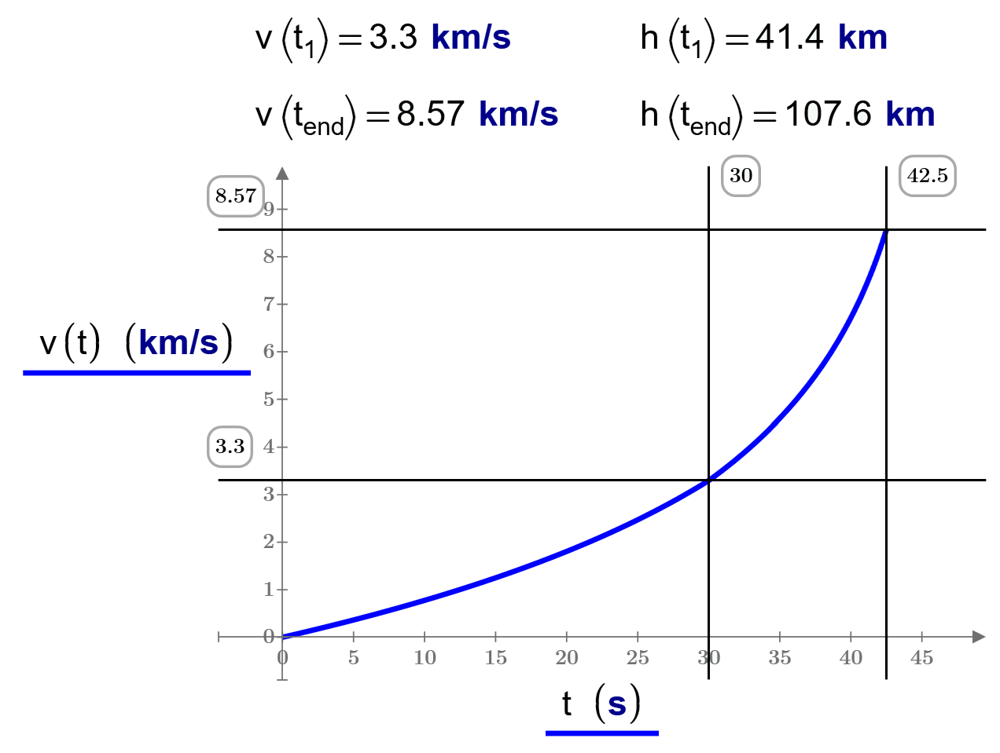 v(t₁)=3.3 km/s h(t₁)=41.4 km
v(t_end)=8.57 km/s h(t_end)=107.6 km
30 42.5
8.57
9
8
7
v(t) (km/s)
6
5
3.3
4
3
2
1
0
0 5 10 15 20 25 30 35 40 45
t (s)